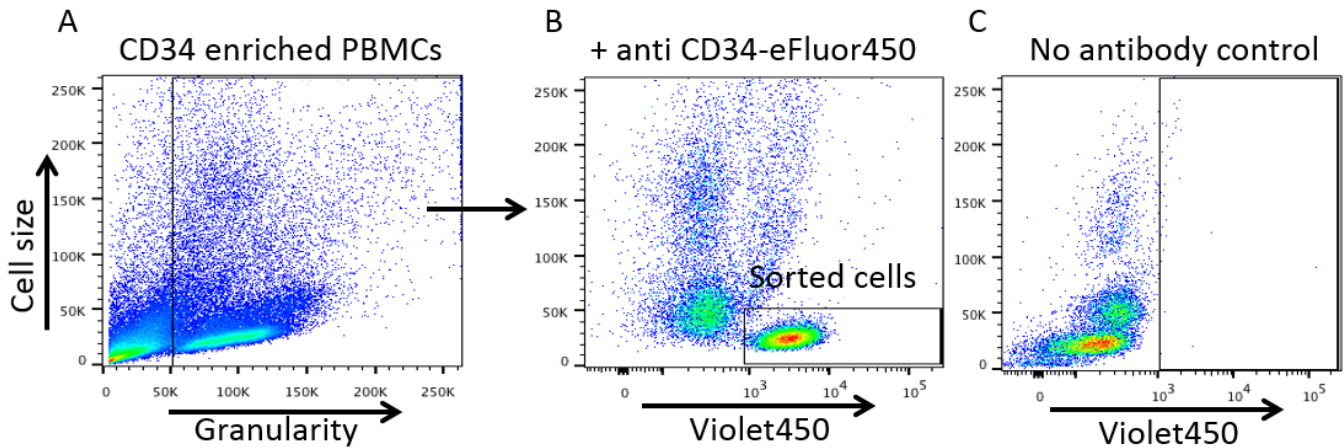 A
CD34 enriched PBMCs
250K
200K
150K
100K
50K
0
Cell size
0
50K
100K
150K
200K
250K
Granularity
B
+ anti CD34-eFluor450
250K
200K
150K
100K
50K
0
Sorted cells
0
10³
10⁴
10⁵
Violet450
C
No antibody control
250K
200K
150K
100K
50K
0
0
10³
10⁴
10⁵
Violet450